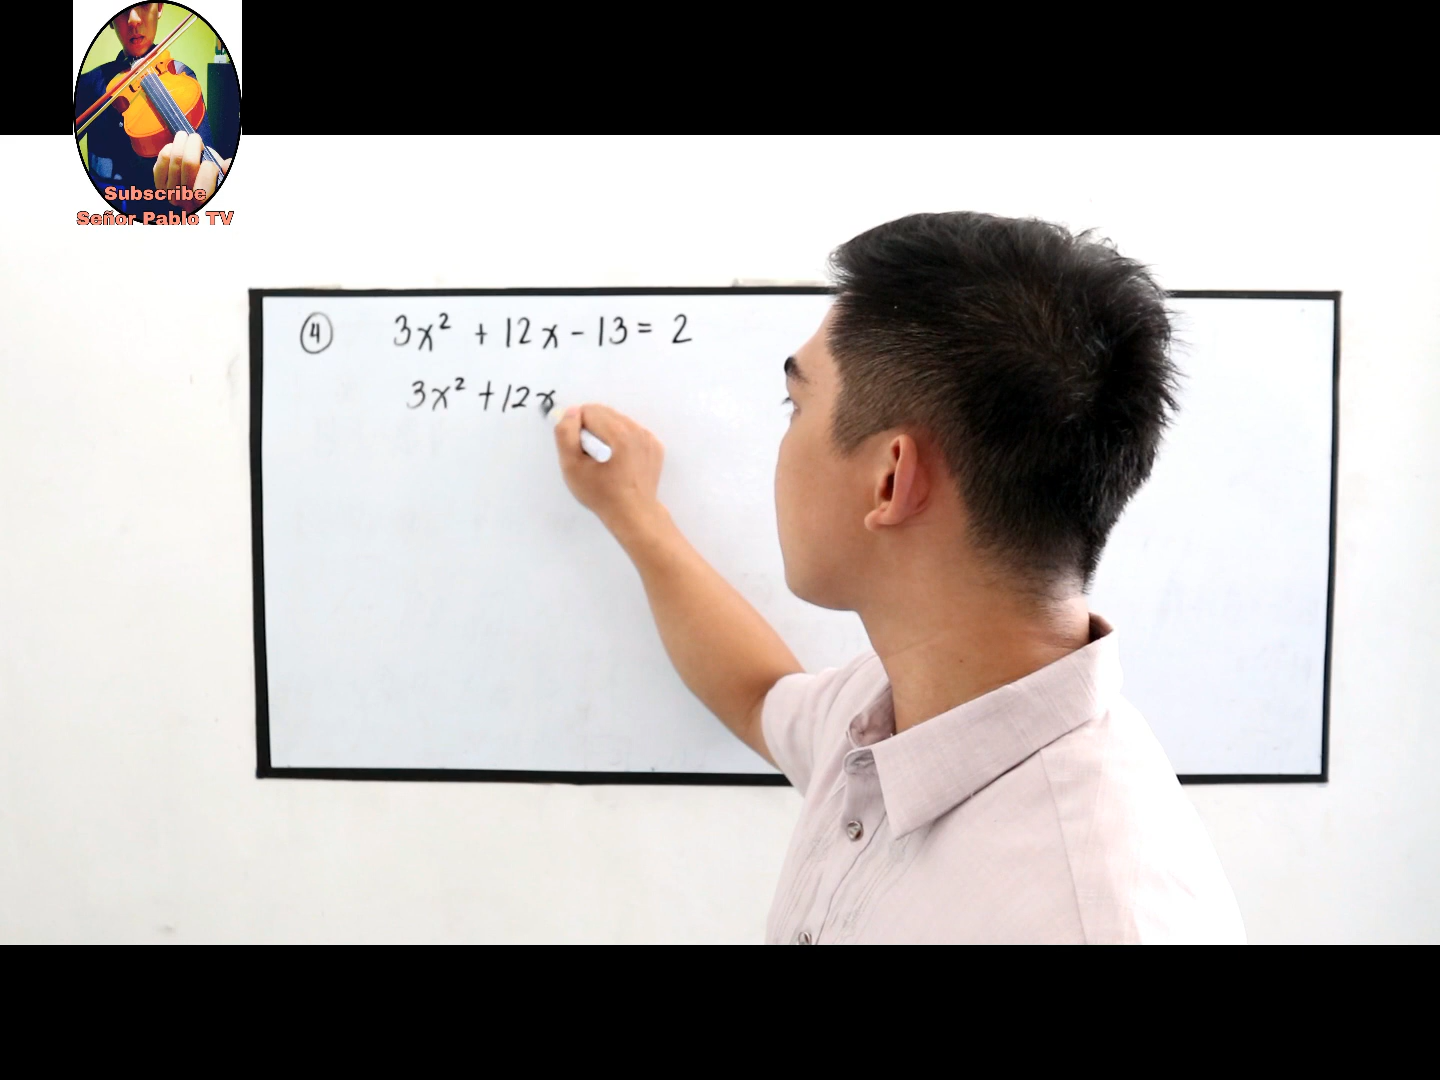 Subscribe
Señor Pablo TV
④ 3x² + 12x - 13 = 2
3x² + 12x